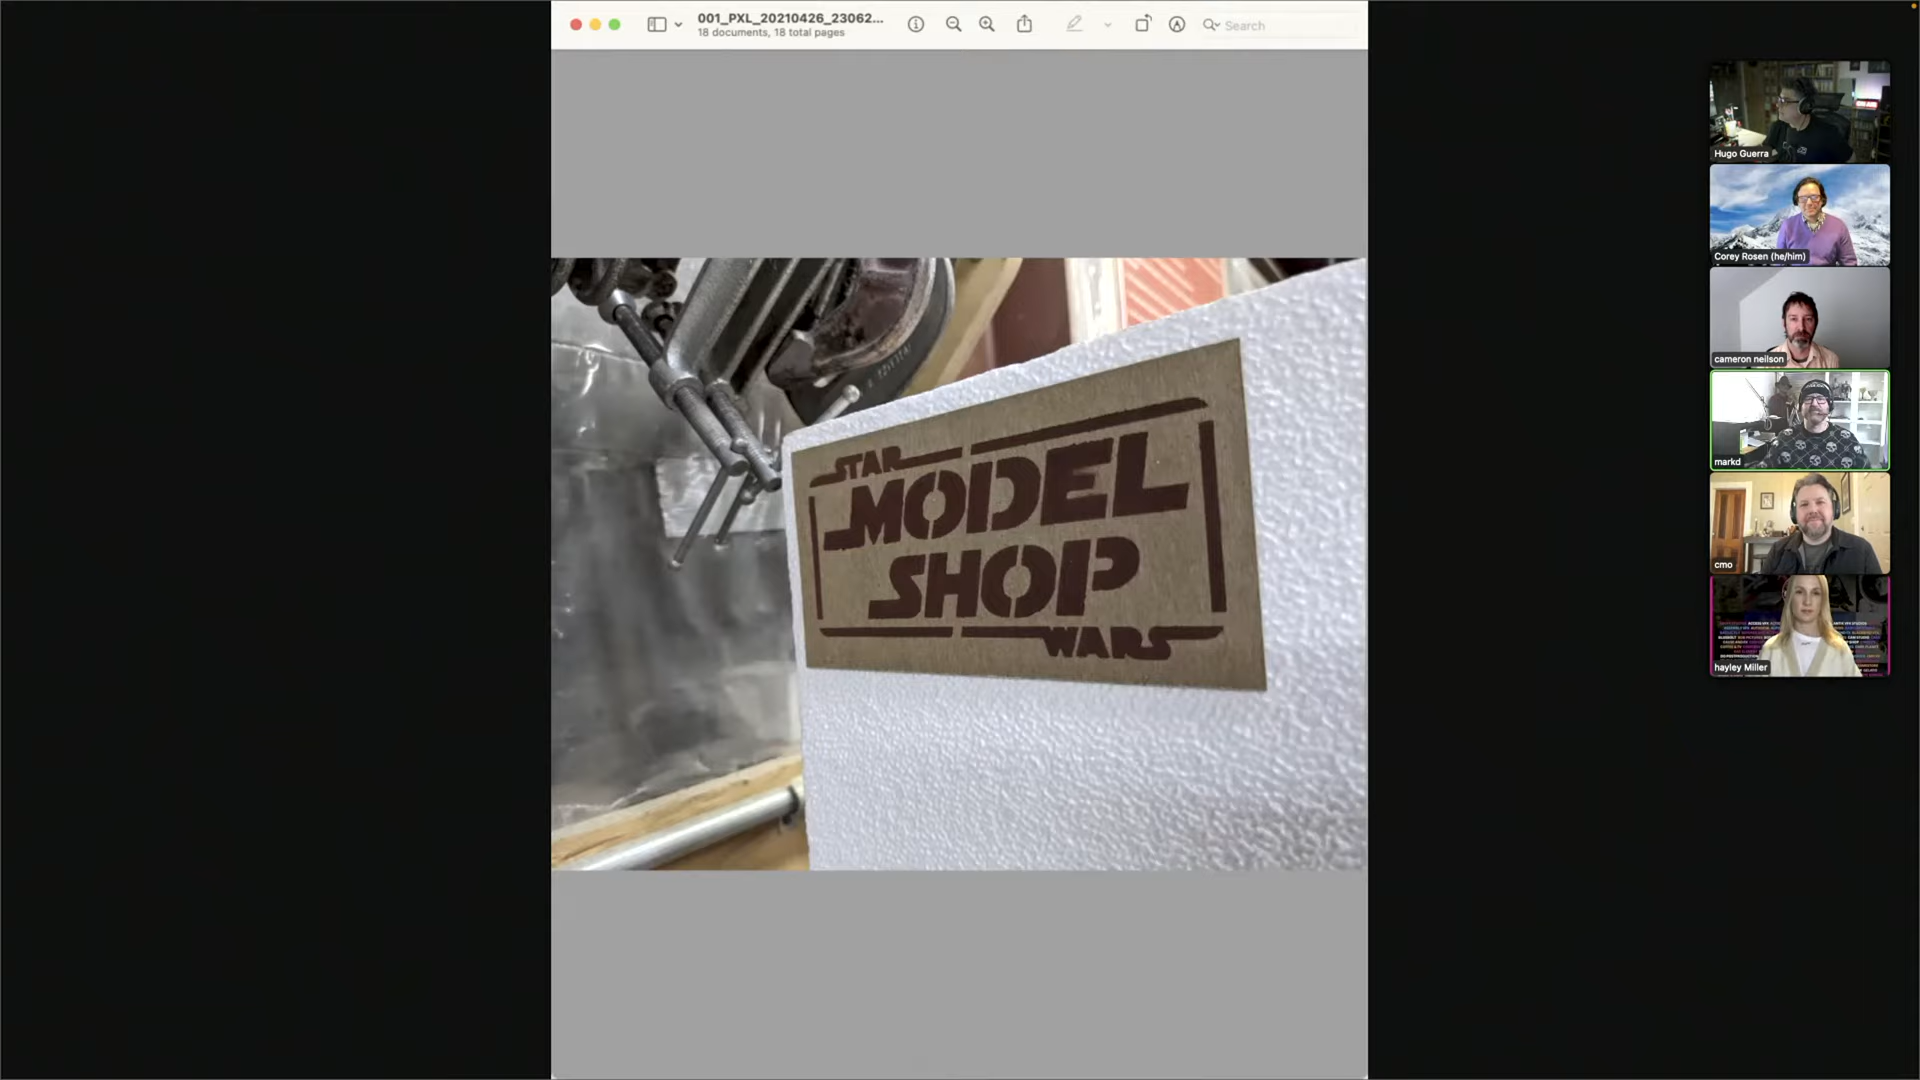 001_PXL_20210426_23062...
18 documents, 18 total pages
Search
STAR
MODEL
SHOP
WARS
Hugo Guerra
Corey Rosen (he/him)
cameron neilson
markd
cmo
hayley Miller